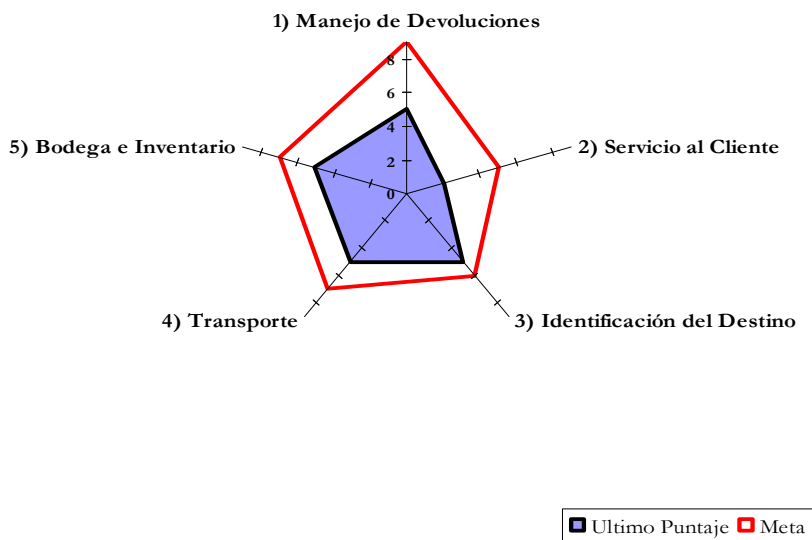 1) Manejo de Devoluciones
8
6
5) Bodega e Inventario
2) Servicio al Cliente
4
2
0
4) Transporte
3) Identificación del Destino
Ultimo Puntaje
Meta